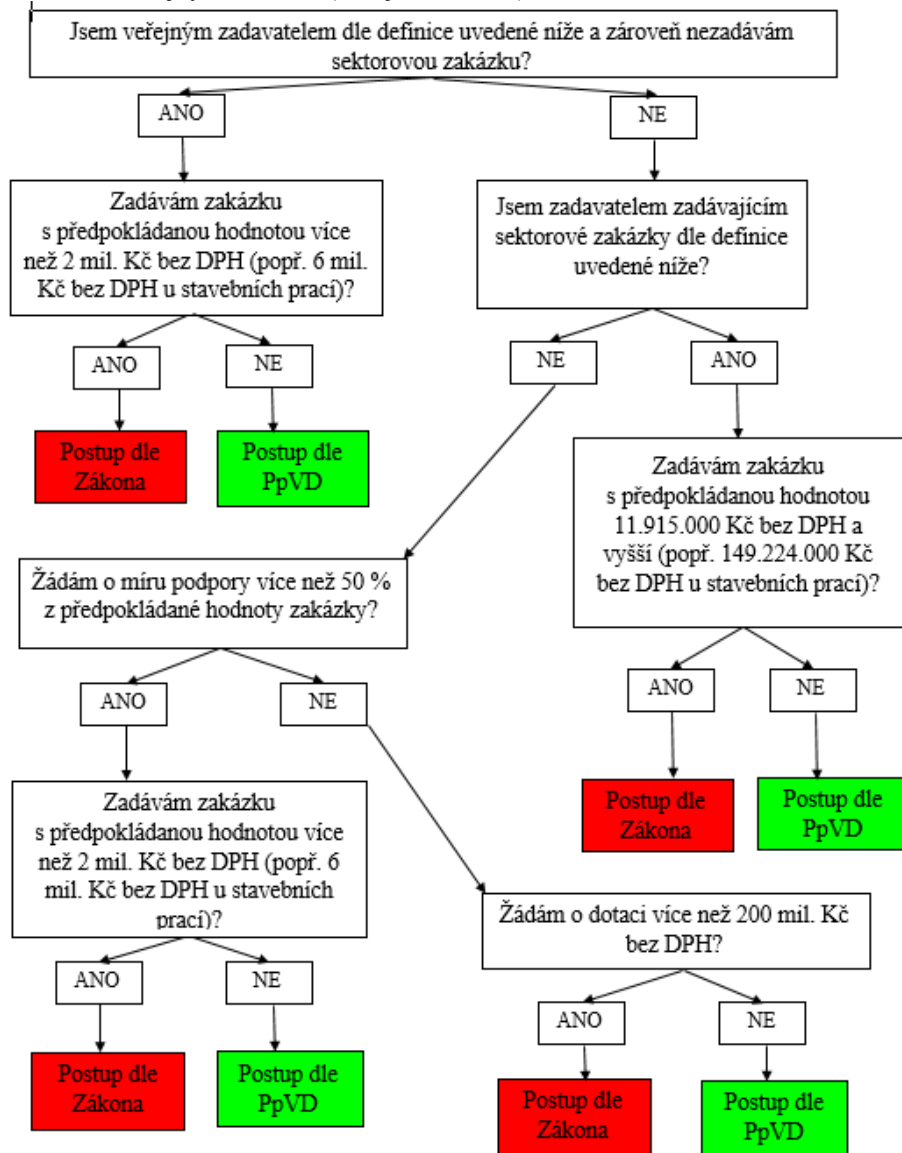 Jsem veřejným zadavatelem dle definice uvedené níže a zároveň nezadávám
sektorovou zakázku?
ANO
NE
Zadávám zakázku
s předpokládanou hodnotou více
než 2 mil. Kč bez DPH (popř. 6 mil.
Kč bez DPH u stavebních prací)?
Jsem zadavatelem zadávajícím
sektorové zakázky dle definice
uvedené níže?
ANO
NE
NE
ANO
Postup dle
Zákona
Postup dle
PpVD
Zadávám zakázku
s předpokládanou hodnotou
11.915.000 Kč bez DPH a
vyšší (popř. 149.224.000 Kč
bez DPH u stavebních prací)?
Žádám o míru podpory více než 50 %
z předpokládané hodnoty zakázky?
ANO
NE
ANO
NE
Zadávám zakázku
s předpokládanou hodnotou více
než 2 mil. Kč bez DPH (popř. 6
mil. Kč bez DPH u stavebních
prací)?
Postup dle
Zákona
Postup dle
PpVD
Žádám o dotaci více než 200 mil. Kč
bez DPH?
ANO
NE
ANO
NE
Postup dle
Zákona
Postup dle
PpVD
Postup dle
Zákona
Postup dle
PpVD